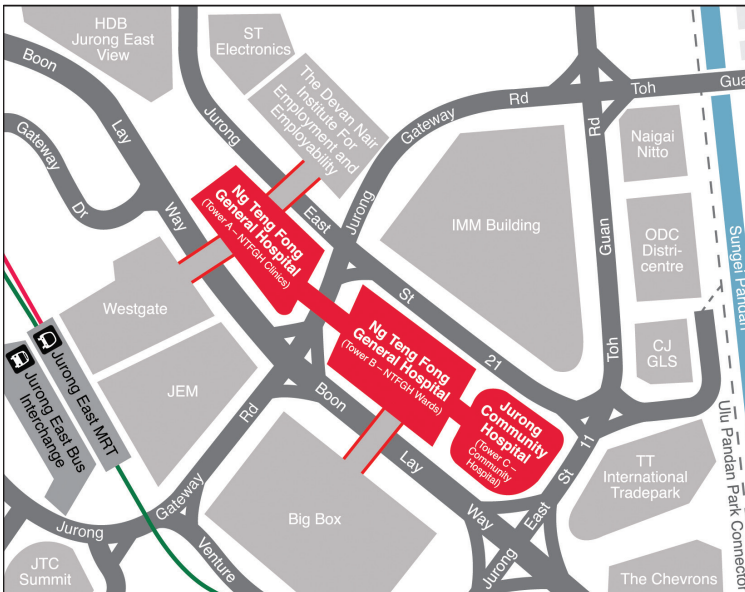 HDB
Jurong East
View
ST
Electronics
The Devan Nair
Institute For
Employment and
Employability
Boon
Lay
Way
Gateway
Dr
Jurong
East
St
21
Jurong
Gateway
Rd
Toh
Gua
Rd
Guan
Toh
Naigai
Nitto
ODC
Distri-
centre
CJ
GLS
Sungei Pandan
Ulu Pandan Park Connector
IMM Building
Ng Teng Fong
General Hospital
(Tower A – NTFGH Clinics)
Ng Teng Fong
General Hospital
(Tower B – NTFGH Wards)
Jurong
Community
Hospital
(Tower C –
Community
Hospital)
Westgate
JEM
Jurong East MRT
Jurong East Bus
Interchange
Boon
Lay
Way
Big Box
Jurong
Gateway
Rd
Venture
JTC
Summit
Jurong
East
St
11
TT
International
Tradepark
The Chevrons